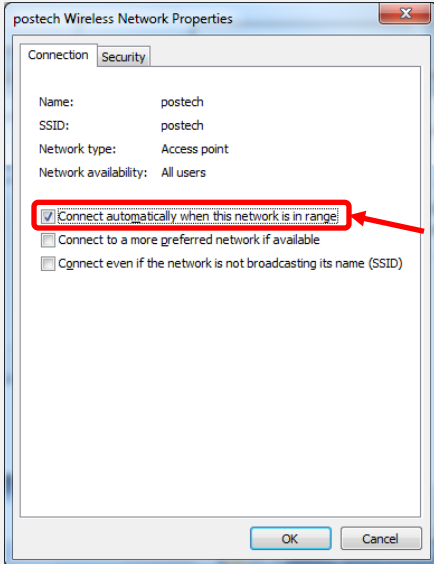 postech Wireless Network Properties
Connection Security
Name: postech
SSID: postech
Network type: Access point
Network availability: All users
Connect automatically when this network is in range
Connect to a more preferred network if available
Connect even if the network is not broadcasting its name (SSID)
OK Cancel